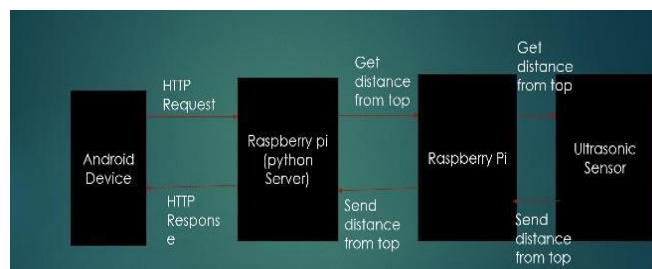 HTTP
Request
Get
distance
from top
Get
distance
from top
Android
Device
Raspberry pi
(python
Server)
Raspberry Pi
Ultrasonic
Sensor
HTTP
Respons
e
Send
distance
from top
Send
distance
from top